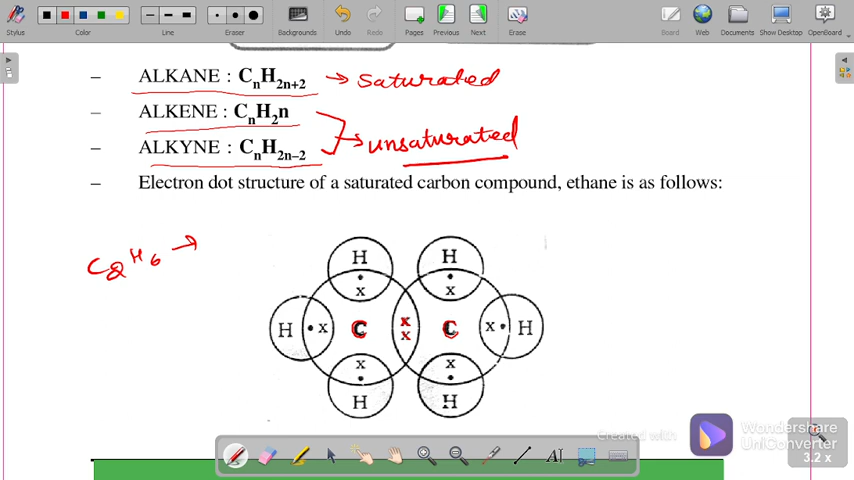 Stylus Color Line Eraser Backgrounds Undo Redo Pages Previous Next Erase Board Web Documents Show Desktop OpenBoard
– ALKANE : CnH2n+2 → saturated
– ALKENE : CnH2n
– ALKYNE : CnH2n–2 → unsaturated
– Electron dot structure of a saturated carbon compound, ethane is as follows:
C2H6 →
H H
x x
H x C x C x H
x
x x
H H
Created with Wondershare UniConverter
3.2 x